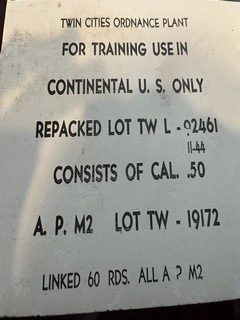 TWIN CITIES ORDNANCE PLANT
FOR TRAINING USE IN
CONTINENTAL U. S. ONLY
REPACKED LOT TW L - 92461
11-44
CONSISTS OF CAL. .50
A. P. M2 LOT TW - 19172
LINKED 60 RDS. ALL A P M2